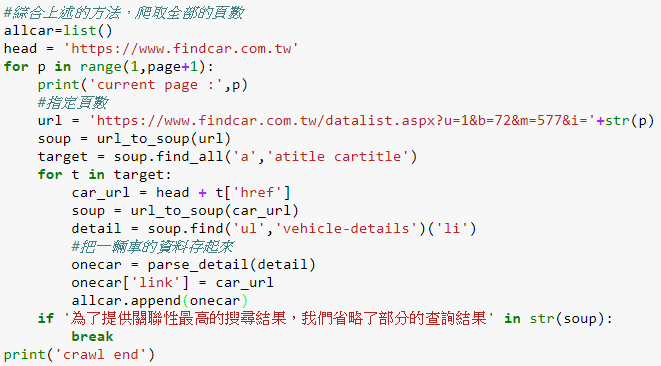 #綜合上述的方法，爬取全部的頁數
allcar=list()
head = 'https://www.findcar.com.tw'
for p in range(1,page+1):
    print('current page :',p)
    #指定頁數
    url = 'https://www.findcar.com.tw/datalist.aspx?u=1&b=72&m=577&i='+str(p)
    soup = url_to_soup(url)
    target = soup.find_all('a','atitle cartitle')
    for t in target:
        car_url = head + t['href']
        soup = url_to_soup(car_url)
        detail = soup.find('ul','vehicle-details')('li')
        #把一輛車的資料存起來
        onecar = parse_detail(detail)
        onecar['link'] = car_url
        allcar.append(onecar)
    if '為了提供關聯性最高的搜尋結果，我們省略了部分的查詢結果' in str(soup):
        break
print('crawl end')